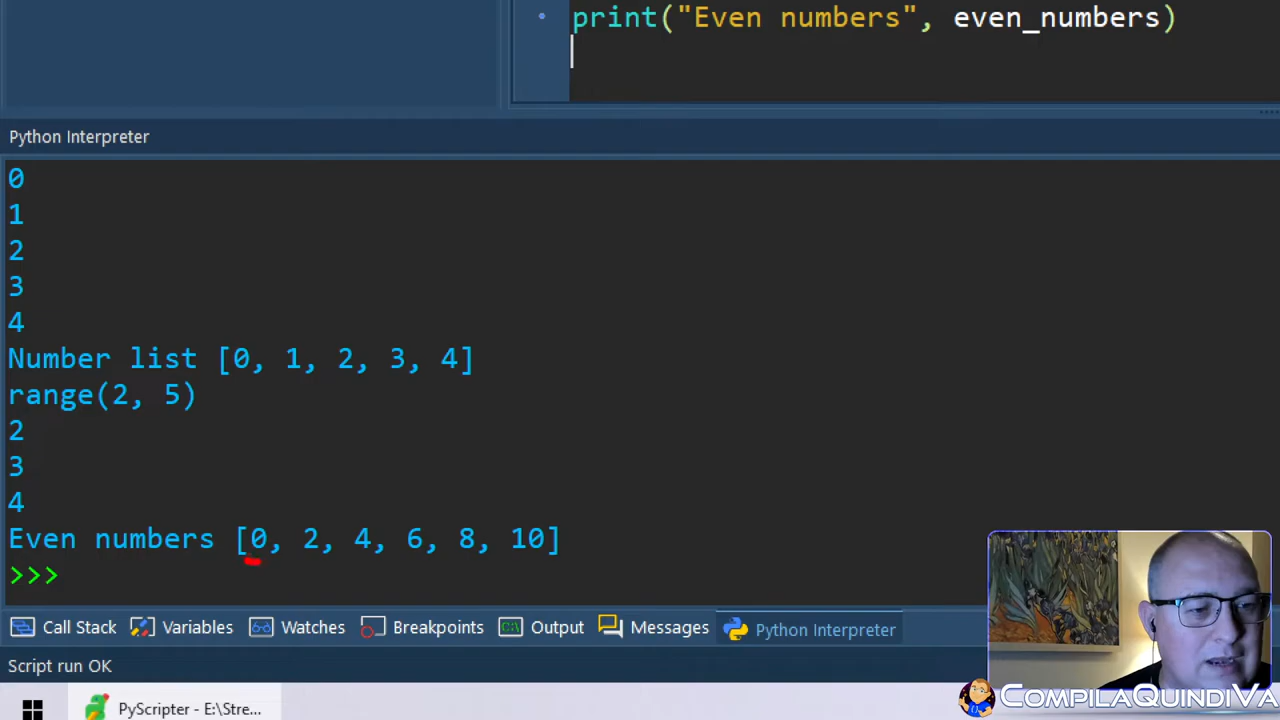 print("Even numbers", even_numbers)
Python Interpreter
0
1
2
3
4
Number list [0, 1, 2, 3, 4]
range(2, 5)
2
3
4
Even numbers [0, 2, 4, 6, 8, 10]
>>>
Call Stack Variables Watches Breakpoints Output Messages Python Interpreter
Script run OK
COMPILAQUINDIVA
PyScripter - E:\Stre...